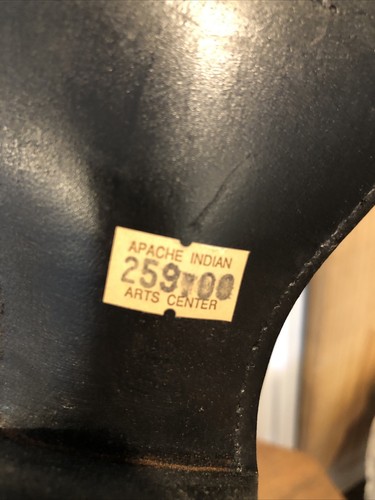 APACHE INDIAN
259.00
ARTS CENTER